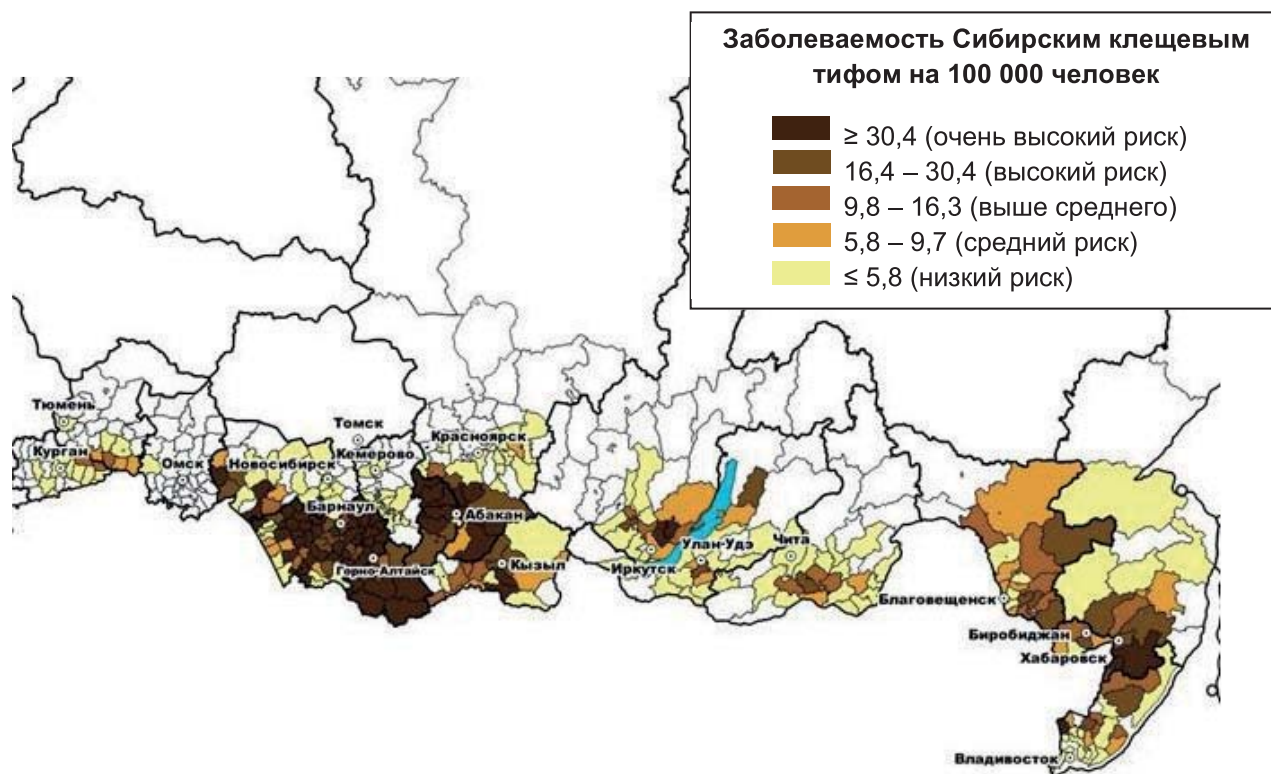 Заболеваемость Сибирским клещевым
тифом на 100 000 человек
≥ 30,4 (очень высокий риск)
16,4 – 30,4 (высокий риск)
9,8 – 16,3 (выше среднего)
5,8 – 9,7 (средний риск)
≤ 5,8 (низкий риск)
Тюмень
Томск
Красноярск
Курган
Кемерово
Омск
Новосибирск
Барнаул
Абакан
Улан-Удэ
Чита
Горно-Алтайск
Кызыл
Иркутск
Благовещенск
Биробиджан
Хабаровск
Владивосток